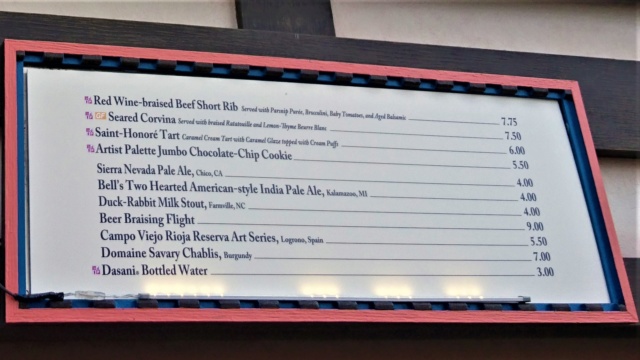 Red Wine-braised Beef Short Rib Served with Parsnip Purée, Broccolini, Baby Tomatoes, and Aged Balsamic 7.75
GF Seared Corvina Served with braised Ratatouille and Lemon-Thyme Beurre Blanc 7.50
Saint-Honoré Tart Caramel Cream Tart with Caramel Glaze topped with Cream Puffs 6.00
Artist Palette Jumbo Chocolate-Chip Cookie 5.50
Sierra Nevada Pale Ale, Chico, CA 4.00
Bell's Two Hearted American-style India Pale Ale, Kalamazoo, MI 4.00
Duck-Rabbit Milk Stout, Farmville, NC 4.00
Beer Braising Flight 9.00
Campo Viejo Rioja Reserva Art Series, Logrono, Spain 5.50
Domaine Savary Chablis, Burgundy 7.00
Dasani® Bottled Water 3.00